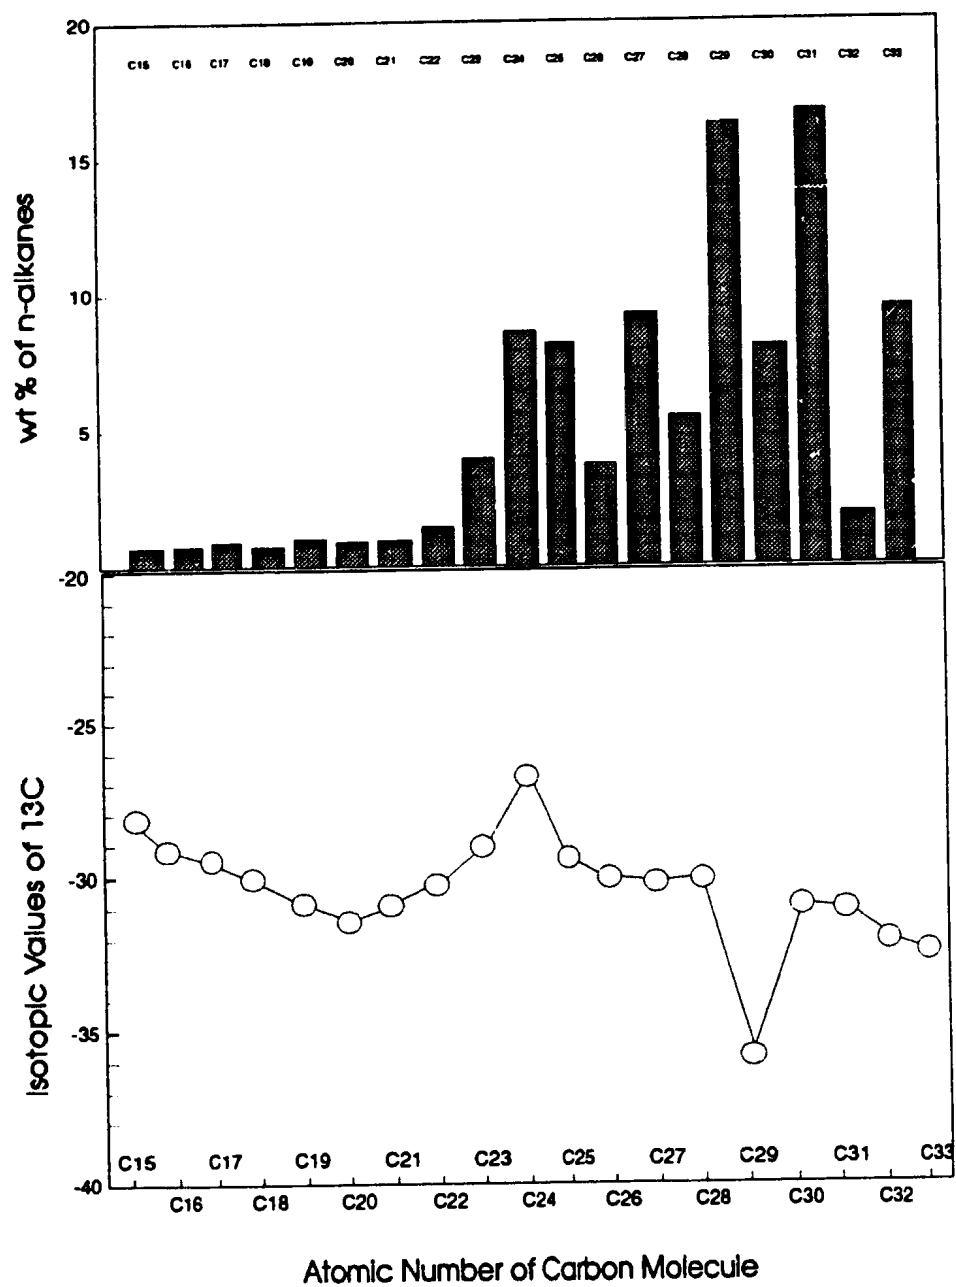 20
C15 C16 C17 C18 C19 C20 C21 C22 C23 C24 C25 C26 C27 C28 C29 C30 C31 C32 C33
15
10
5
wt % of n-alkanes
-20
-25
-30
-35
-40
Isotopic Values of 13C
C15 C17 C19 C21 C23 C25 C27 C29 C31 C33
C16 C18 C20 C22 C24 C26 C28 C30 C32
Atomic Number of Carbon Molecule